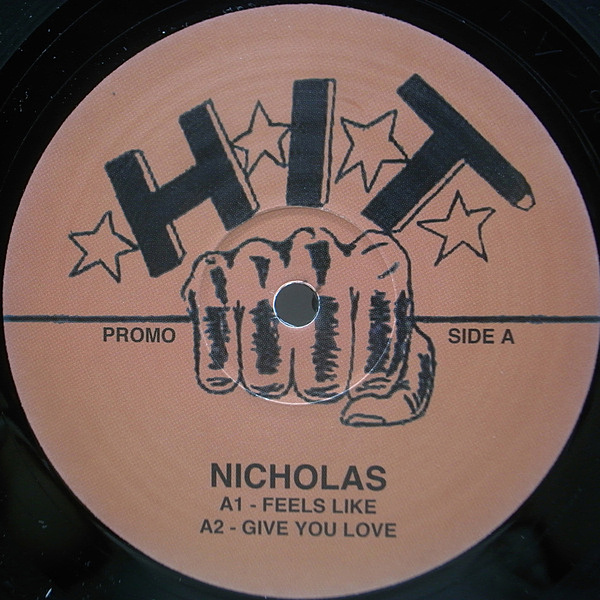 HIT
PROMO
SIDE A
NICHOLAS
A1 - FEELS LIKE
A2 - GIVE YOU LOVE